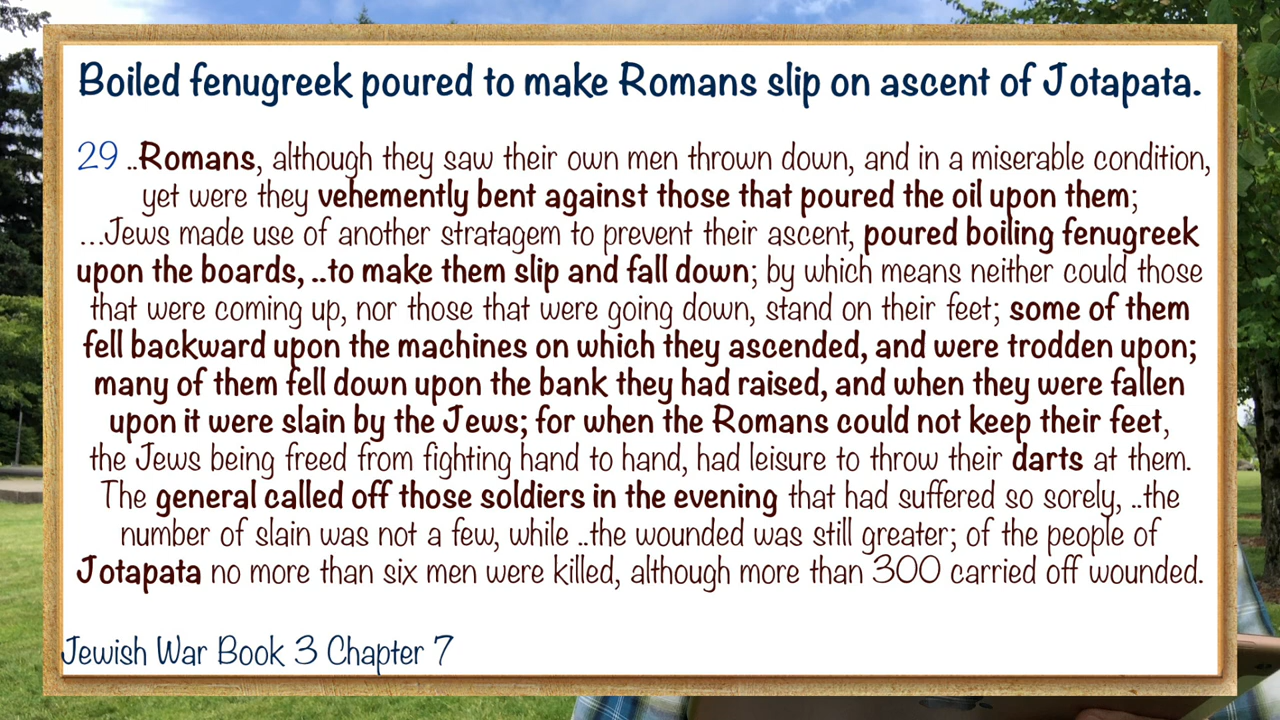 Boiled fenugreek poured to make Romans slip on ascent of Jotapata.
29 ..Romans, although they saw their own men thrown down, and in a miserable condition,
yet were they vehemently bent against those that poured the oil upon them;
...Jews made use of another stratagem to prevent their ascent, poured boiling fenugreek
upon the boards, ..to make them slip and fall down; by which means neither could those
that were coming up, nor those that were going down, stand on their feet; some of them
fell backward upon the machines on which they ascended, and were trodden upon;
many of them fell down upon the bank they had raised, and when they were fallen
upon it were slain by the Jews; for when the Romans could not keep their feet,
the Jews being freed from fighting hand to hand, had leisure to throw their darts at them.
The general called off those soldiers in the evening that had suffered so sorely, ..the
number of slain was not a few, while ..the wounded was still greater; of the people of
Jotapata no more than six men were killed, although more than 300 carried off wounded.
Jewish War Book 3 Chapter 7